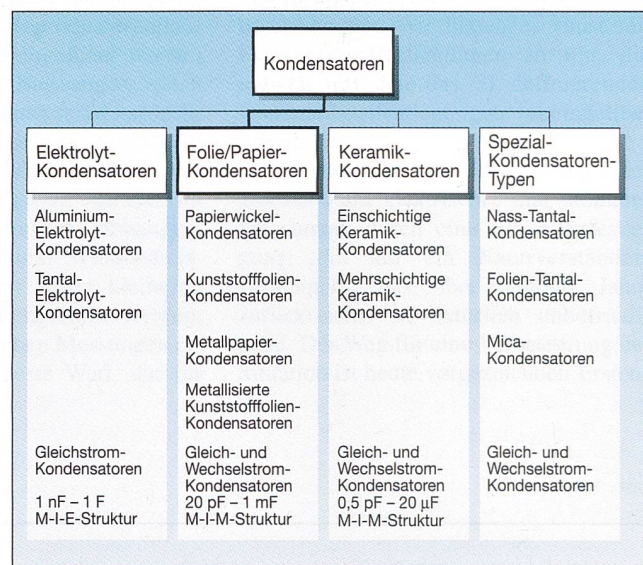 Kondensatoren
Elektrolyt-
Kondensatoren
Folie/Papier-
Kondensatoren
Keramik-
Kondensatoren
Spezial-
Kondensatoren-
Typen
Aluminium-
Elektrolyt-
Kondensatoren
Tantal-
Elektrolyt-
Kondensatoren
Gleichstrom-
Kondensatoren
1 nF – 1 F
M-I-E-Struktur
Papierwickel-
Kondensatoren
Kunststofffolien-
Kondensatoren
Metallpapier-
Kondensatoren
Metallisierte
Kunststofffolien-
Kondensatoren
Gleich- und
Wechselstrom-
Kondensatoren
20 pF – 1 mF
M-I-M-Struktur
Einschichtige
Keramik-
Kondensatoren
Mehrschichtige
Keramik-
Kondensatoren
Gleich- und
Wechselstrom-
Kondensatoren
0,5 pF – 20 µF
M-I-M-Struktur
Nass-Tantal-
Kondensatoren
Folien-Tantal-
Kondensatoren
Mica-
Kondensatoren
Gleich- und
Wechselstrom-
Kondensatoren